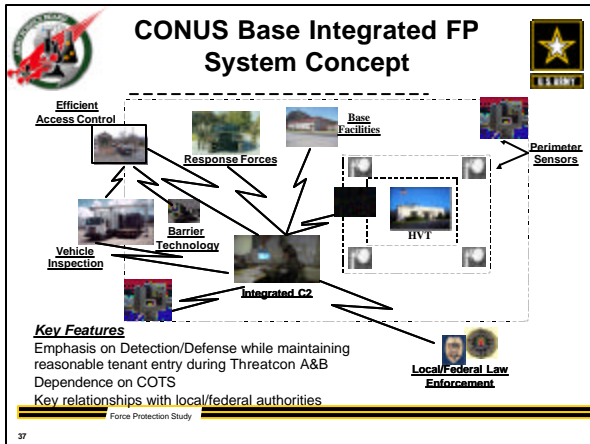 CONUS Base Integrated FP
System Concept
U.S. ARMY
Efficient
Access Control
Response Forces
Base
Facilities
Perimeter
Sensors
Barrier
Technology
Vehicle
Inspection
HVT
Integrated C2
Key Features
Emphasis on Detection/Defense while maintaining
reasonable tenant entry during Threatcon A&B
Dependence on COTS
Key relationships with local/federal authorities
Local/Federal Law
Enforcement
Force Protection Study
37